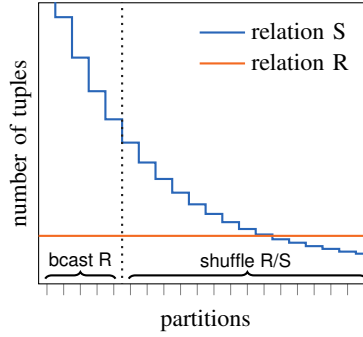 relation S
relation R
number of tuples
bcast R
shuffle R/S
partitions